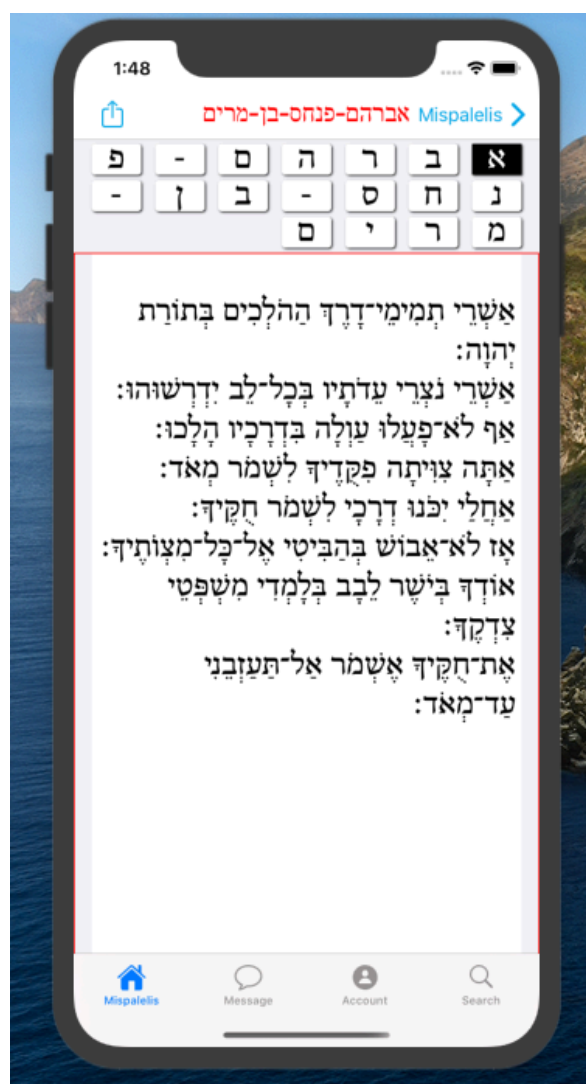 1:48
Mispalelis אברהם-פנחס-בן-מרים
א ב ר ה ם - פ
נ ח ס - ב ן -
מ ר י ם
אַשְׁרֵי תְמִימֵי־דָרֶךְ הַהֹלְכִים בְּתוֹרַת
יְהוָה׃
אַשְׁרֵי נֹצְרֵי עֵדֹתָיו בְּכָל־לֵב יִדְרְשׁוּהוּ׃
אַף לֹא־פָעֲלוּ עַוְלָה בִּדְרָכָיו הָלָכוּ׃
אַתָּה צִוִּיתָה פִקֻּדֶיךָ לִשְׁמֹר מְאֹד׃
אַחֲלַי יִכֹּנוּ דְרָכָי לִשְׁמֹר חֻקֶּיךָ׃
אָז לֹא־אֵבוֹשׁ בְּהַבִּיטִי אֶל־כָּל־מִצְוֹתֶיךָ׃
אוֹדְךָ בְּיֹשֶׁר לֵבָב בְּלָמְדִי מִשְׁפְּטֵי
צִדְקֶךָ׃
אֶת־חֻקֶּיךָ אֶשְׁמֹר אַל־תַּעַזְבֵנִי
עַד־מְאֹד׃
Mispalelis Message Account Search